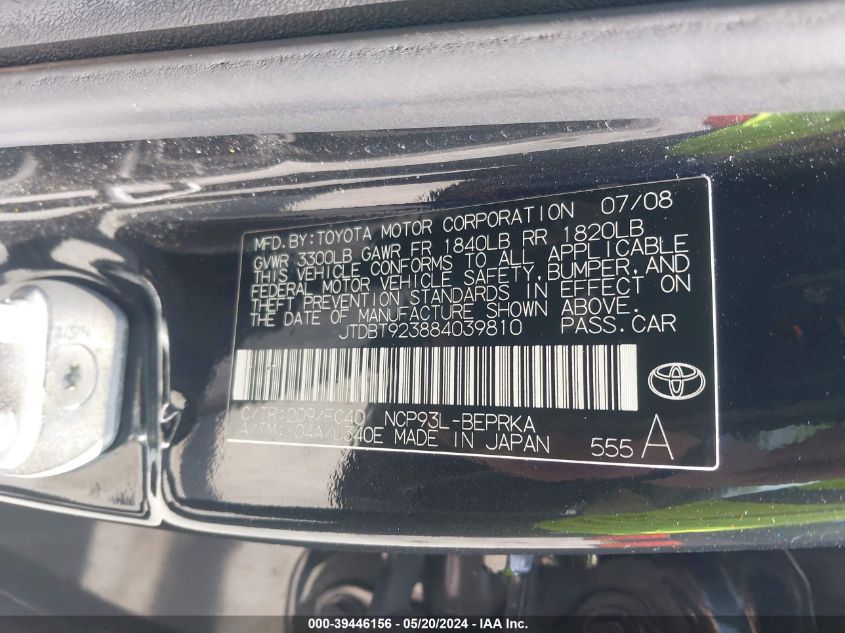 MFD.BY:TOYOTA MOTOR CORPORATION 07/08
GVWR 3300LB GAWR FR 1840LB RR 1820LB
THIS VEHICLE CONFORMS TO ALL APPLICABLE
FEDERAL MOTOR VEHICLE SAFETY,BUMPER,AND
THEFT PREVENTION STANDARDS IN EFFECT ON
THE DATE OF MANUFACTURE SHOWN ABOVE.
JTDBT923884039810 PASS.CAR
C/TR:209/FC40 NCP93L-BEPRKA
A/TM:-04A/U340E MADE IN JAPAN 555 A
000-39446156 - 05/20/2024 - IAA Inc.